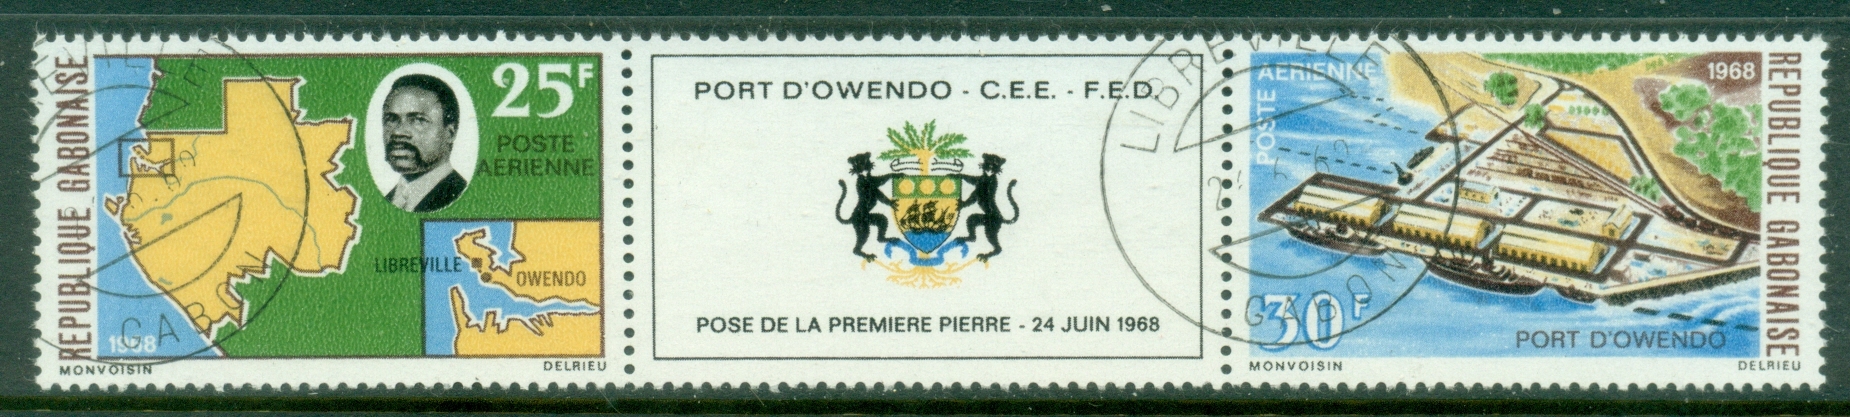 REPUBLIQUE GABONAISE
25F
POSTE
AERIENNE
LIBREVILLE
OWENDO
1968
MONVOISIN
DELRIEU
GABON
PORT D'OWENDO - C.E.E. - F.E.D.
POSE DE LA PREMIERE PIERRE - 24 JUIN 1968
LIBREVILLE
GABON
POSTE AERIENNE
1968
REPUBLIQUE GABONAISE
30F
PORT D'OWENDO
MONVOISIN
DELRIEU